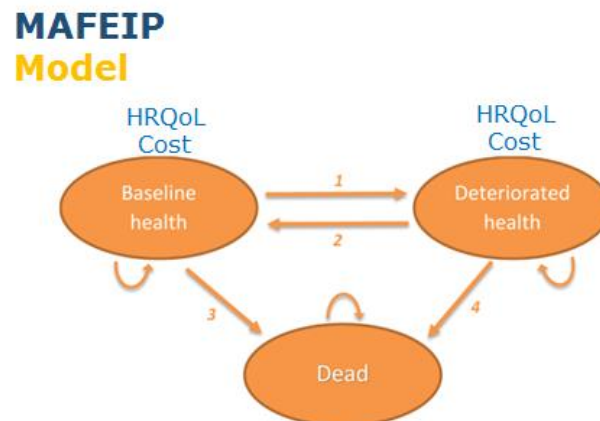 MAFEIP
Model
HRQoL
Cost
HRQoL
Cost
Baseline
health
1
Deteriorated
health
2
3
4
Dead